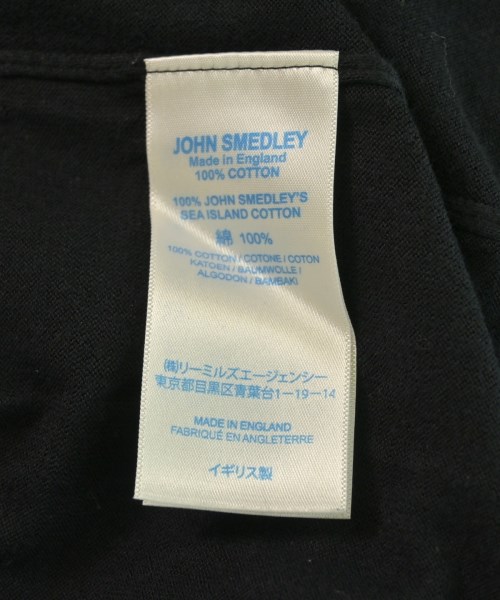 JOHN SMEDLEY
Made in England
100% COTTON
100% JOHN SMEDLEY'S
SEA ISLAND COTTON
綿 100%
100% COTTON / COTONE / COTON
KATOEN / BAUMWOLLE /
ALGODON / BAMBAKI
(株)リーミルズエージェンシー
東京都目黒区青葉台1-19-14
MADE IN ENGLAND
FABRIQUÉ EN ANGLETERRE
イギリス製